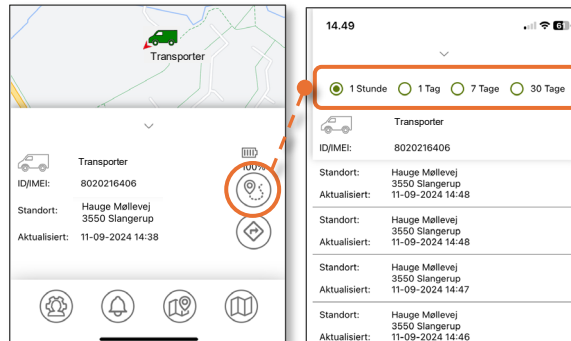 Transporter
100%
Transporter
ID/IMEI: 8020216406
Standort: Hauge Møllevej
3550 Slangerup
Aktualisiert: 11-09-2024 14:38
14.49
61
1 Stunde 1 Tag 7 Tage 30 Tage
Transporter
ID/IMEI: 8020216406
Standort: Hauge Møllevej
3550 Slangerup
Aktualisiert: 11-09-2024 14:48
Standort: Hauge Møllevej
3550 Slangerup
Aktualisiert: 11-09-2024 14:48
Standort: Hauge Møllevej
3550 Slangerup
Aktualisiert: 11-09-2024 14:47
Standort: Hauge Møllevej
3550 Slangerup
Aktualisiert: 11-09-2024 14:46